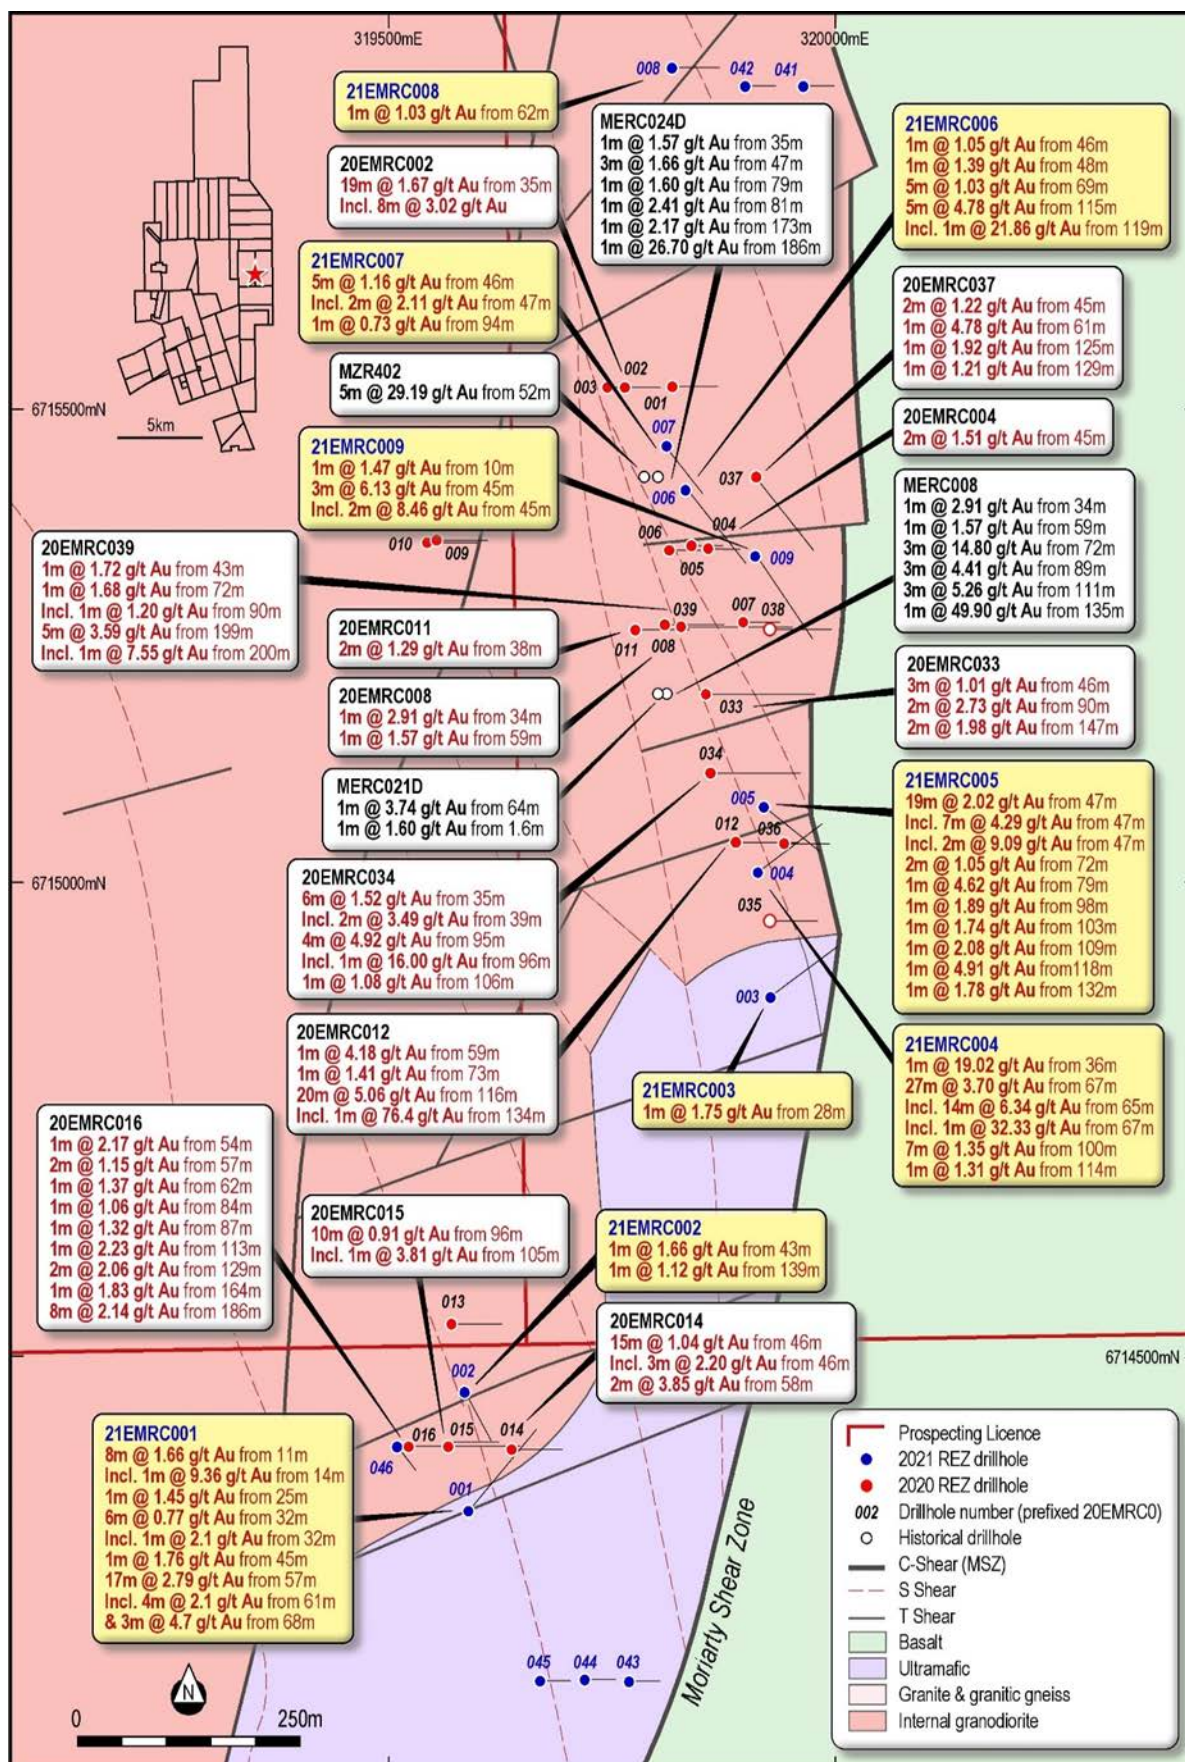 319500mE
320000mE
008
042
041
21EMRC008
1m @ 1.03 g/t Au from 62m
MERC024D
1m @ 1.57 g/t Au from 35m
3m @ 1.66 g/t Au from 47m
1m @ 1.60 g/t Au from 79m
1m @ 2.41 g/t Au from 81m
1m @ 2.17 g/t Au from 173m
1m @ 26.70 g/t Au from 186m
21EMRC006
1m @ 1.05 g/t Au from 46m
1m @ 1.39 g/t Au from 48m
5m @ 1.03 g/t Au from 69m
5m @ 4.78 g/t Au from 115m
Incl. 1m @ 21.86 g/t Au from 119m
20EMRC002
19m @ 1.67 g/t Au from 35m
Incl. 8m @ 3.02 g/t Au
21EMRC007
5m @ 1.16 g/t Au from 46m
Incl. 2m @ 2.11 g/t Au from 47m
1m @ 0.73 g/t Au from 94m
20EMRC037
2m @ 1.22 g/t Au from 45m
1m @ 4.78 g/t Au from 61m
1m @ 1.92 g/t Au from 125m
1m @ 1.21 g/t Au from 129m
MZR402
5m @ 29.19 g/t Au from 52m
003
002
001
6715500mN
5km
20EMRC004
2m @ 1.51 g/t Au from 45m
007
21EMRC009
1m @ 1.47 g/t Au from 10m
3m @ 6.13 g/t Au from 45m
Incl. 2m @ 8.46 g/t Au from 45m
037
006
MERC008
1m @ 2.91 g/t Au from 34m
1m @ 1.57 g/t Au from 59m
3m @ 14.80 g/t Au from 72m
3m @ 4.41 g/t Au from 89m
3m @ 5.26 g/t Au from 111m
1m @ 49.90 g/t Au from 135m
004
006
005
009
010
009
20EMRC039
1m @ 1.72 g/t Au from 43m
1m @ 1.68 g/t Au from 72m
Incl. 1m @ 1.20 g/t Au from 90m
5m @ 3.59 g/t Au from 199m
Incl. 1m @ 7.55 g/t Au from 200m
039
007
038
011
008
20EMRC011
2m @ 1.29 g/t Au from 38m
20EMRC033
3m @ 1.01 g/t Au from 46m
2m @ 2.73 g/t Au from 90m
2m @ 1.98 g/t Au from 147m
20EMRC008
1m @ 2.91 g/t Au from 34m
1m @ 1.57 g/t Au from 59m
033
034
MERC021D
1m @ 3.74 g/t Au from 64m
1m @ 1.60 g/t Au from 1.6m
21EMRC005
19m @ 2.02 g/t Au from 47m
Incl. 7m @ 4.29 g/t Au from 47m
Incl. 2m @ 9.09 g/t Au from 47m
2m @ 1.05 g/t Au from 72m
1m @ 4.62 g/t Au from 79m
1m @ 1.89 g/t Au from 98m
1m @ 1.74 g/t Au from 103m
1m @ 2.08 g/t Au from 109m
1m @ 4.91 g/t Au from118m
1m @ 1.78 g/t Au from 132m
005
012
036
004
6715000mN
20EMRC034
6m @ 1.52 g/t Au from 35m
Incl. 2m @ 3.49 g/t Au from 39m
4m @ 4.92 g/t Au from 95m
Incl. 1m @ 16.00 g/t Au from 96m
1m @ 1.08 g/t Au from 106m
035
003
20EMRC012
1m @ 4.18 g/t Au from 59m
1m @ 1.41 g/t Au from 73m
20m @ 5.06 g/t Au from 116m
Incl. 1m @ 76.4 g/t Au from 134m
21EMRC003
1m @ 1.75 g/t Au from 28m
21EMRC004
1m @ 19.02 g/t Au from 36m
27m @ 3.70 g/t Au from 67m
Incl. 14m @ 6.34 g/t Au from 65m
Incl. 1m @ 32.33 g/t Au from 67m
7m @ 1.35 g/t Au from 100m
1m @ 1.31 g/t Au from 114m
20EMRC016
1m @ 2.17 g/t Au from 54m
2m @ 1.15 g/t Au from 57m
1m @ 1.37 g/t Au from 62m
1m @ 1.06 g/t Au from 84m
1m @ 1.32 g/t Au from 87m
1m @ 2.23 g/t Au from 113m
2m @ 2.06 g/t Au from 129m
1m @ 1.83 g/t Au from 164m
8m @ 2.14 g/t Au from 186m
20EMRC015
10m @ 0.91 g/t Au from 96m
Incl. 1m @ 3.81 g/t Au from 105m
21EMRC002
1m @ 1.66 g/t Au from 43m
1m @ 1.12 g/t Au from 139m
013
20EMRC014
15m @ 1.04 g/t Au from 46m
Incl. 3m @ 2.20 g/t Au from 46m
2m @ 3.85 g/t Au from 58m
6714500mN
002
016
015
014
046
001
21EMRC001
8m @ 1.66 g/t Au from 11m
Incl. 1m @ 9.36 g/t Au from 14m
1m @ 1.45 g/t Au from 25m
6m @ 0.77 g/t Au from 32m
Incl. 1m @ 2.1 g/t Au from 32m
1m @ 1.76 g/t Au from 45m
17m @ 2.79 g/t Au from 57m
Incl. 4m @ 2.1 g/t Au from 61m
& 3m @ 4.7 g/t Au from 68m
Moriarty Shear Zone
045
044
043
N
0
250m
Prospecting Licence
2021 REZ drillhole
2020 REZ drillhole
002 Drillhole number (prefixed 20EMRC0)
Historical drillhole
C-Shear (MSZ)
S Shear
T Shear
Basalt
Ultramafic
Granite & granitic gneiss
Internal granodiorite